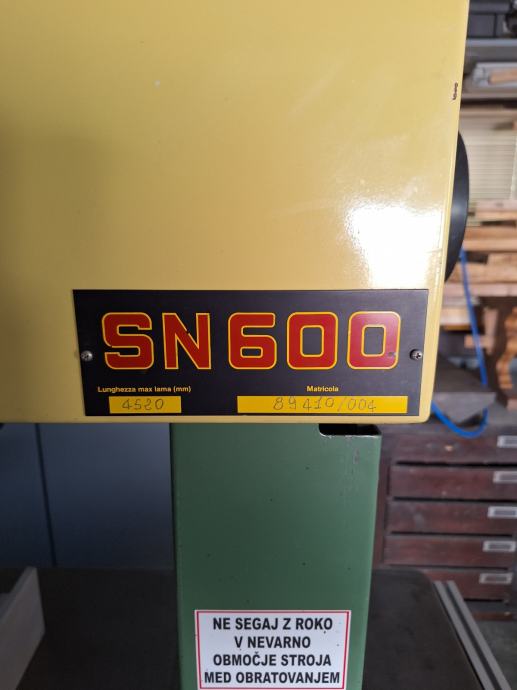 SN600
Lunghezza max lama (mm)
Matricola
4520
89410/004
NE SEGAJ Z ROKO
V NEVARNO
OBMOČJE STROJA
MED OBRATOVANJEM